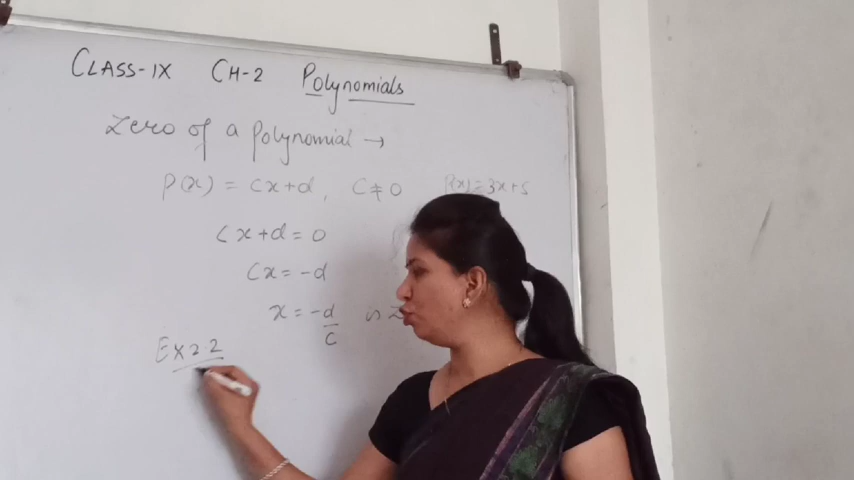 CLASS-IX CH-2 Polynomials
Zero of a polynomial →
P(x) = Cx+d, C≠0 P(x)=3x+5
Cx+d=0
Cx=-d
x=-d/C
Ex 2.2